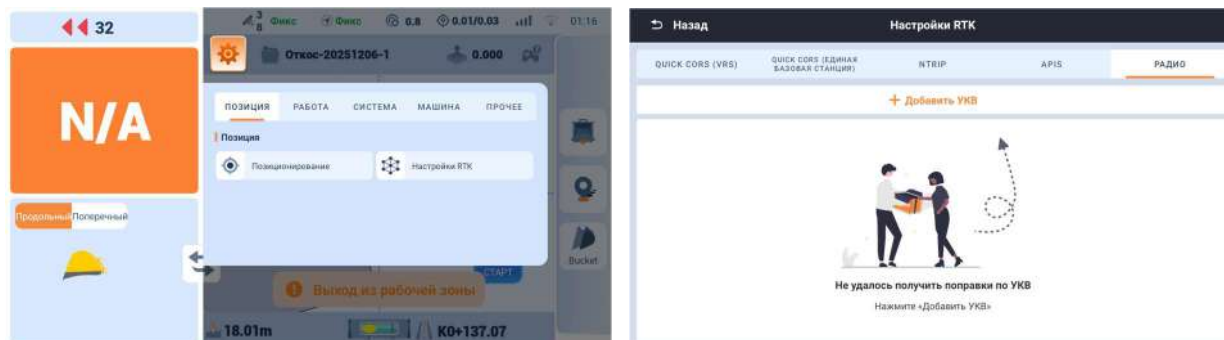 32
N/A
Продольный Поперечный
3
8
Фикс
Фикс
0.8
0.01/0.03
01:16
Откос-20251206-1
0.000
ПОЗИЦИЯ
РАБОТА
СИСТЕМА
МАШИНА
ПРОЧЕЕ
Позиция
Позиционирование
Настройки RTK
Bucket
СТАРТ
Выход из рабочей зоны
18.01m
K0+137.07
Назад
Настройки RTK
QUICK CORS (VRS)
QUICK CORS (ЕДИНАЯ
БАЗОВАЯ СТАНЦИЯ)
NTRIP
APIS
РАДИО
+ Добавить УКВ
Не удалось получить поправки по УКВ
Нажмите «Добавить УКВ»